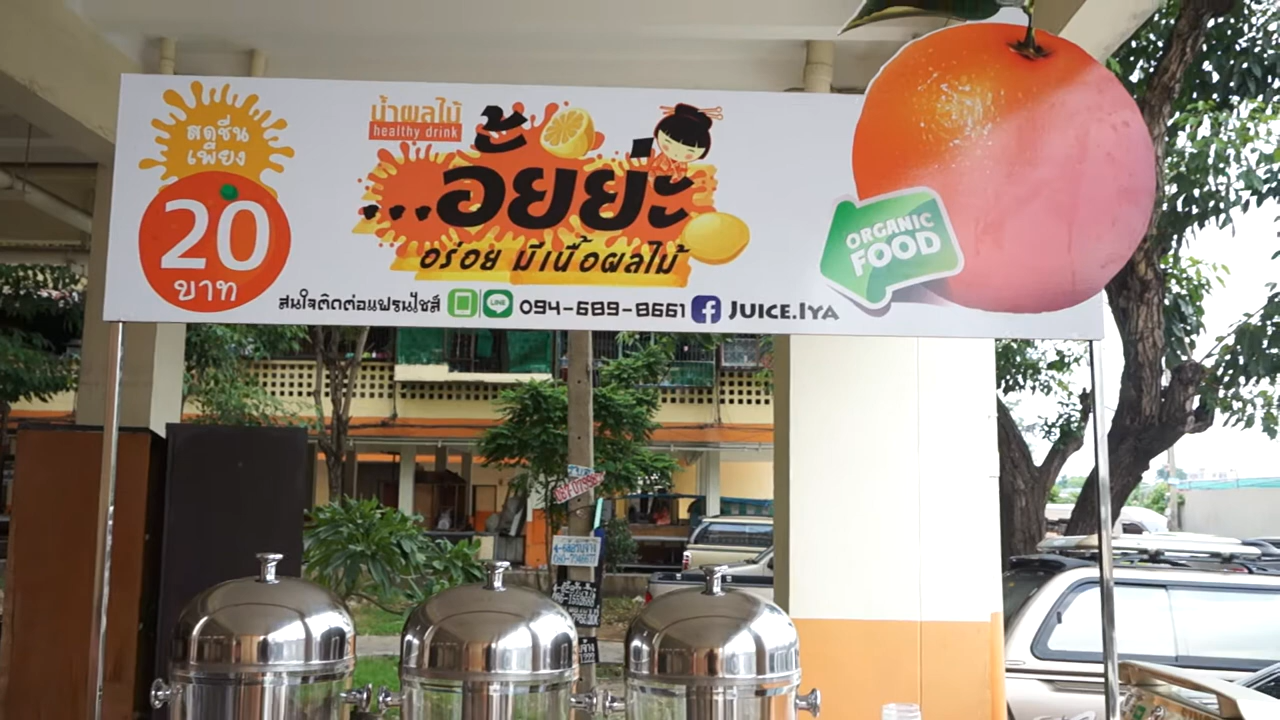 สดชื่น
เพียง
20
บาท
น้ำผลไม้
healthy drink
...อั้ยยะ
อร่อย มีเนื้อผลไม้
สนใจติดต่อแฟรนไชส์ LINE 094-689-8661 f JUICE.IYA
ORGANIC
FOOD